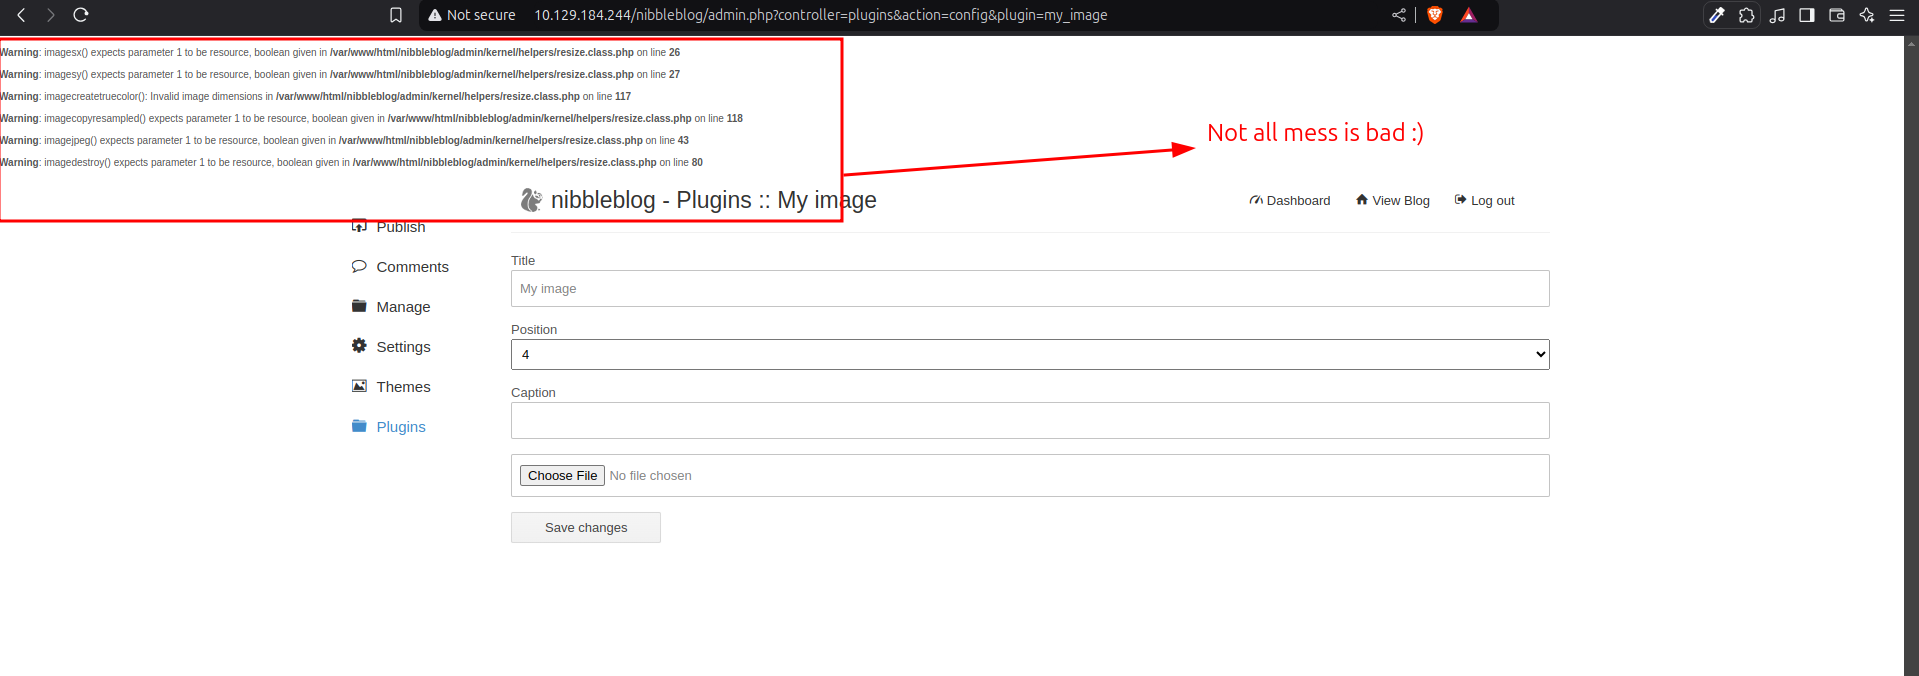 Not secure 10.129.184.244/nibbleblog/admin.php?controller=plugins&action=config&plugin=my_image
Warning: imagesx() expects parameter 1 to be resource, boolean given in /var/www/html/nibbleblog/admin/kernel/helpers/resize.class.php on line 26
Warning: imagesy() expects parameter 1 to be resource, boolean given in /var/www/html/nibbleblog/admin/kernel/helpers/resize.class.php on line 27
Warning: imagecreatetruecolor(): Invalid image dimensions in /var/www/html/nibbleblog/admin/kernel/helpers/resize.class.php on line 117
Warning: imagecopyresampled() expects parameter 1 to be resource, boolean given in /var/www/html/nibbleblog/admin/kernel/helpers/resize.class.php on line 118
Warning: imagejpeg() expects parameter 1 to be resource, boolean given in /var/www/html/nibbleblog/admin/kernel/helpers/resize.class.php on line 43
Warning: imagedestroy() expects parameter 1 to be resource, boolean given in /var/www/html/nibbleblog/admin/kernel/helpers/resize.class.php on line 80
Not all mess is bad :)
nibbleblog - Plugins :: My image
Dashboard View Blog Log out
Publish
Comments
Manage
Settings
Themes
Plugins
Title
My image
Position
4
Caption
Choose File No file chosen
Save changes